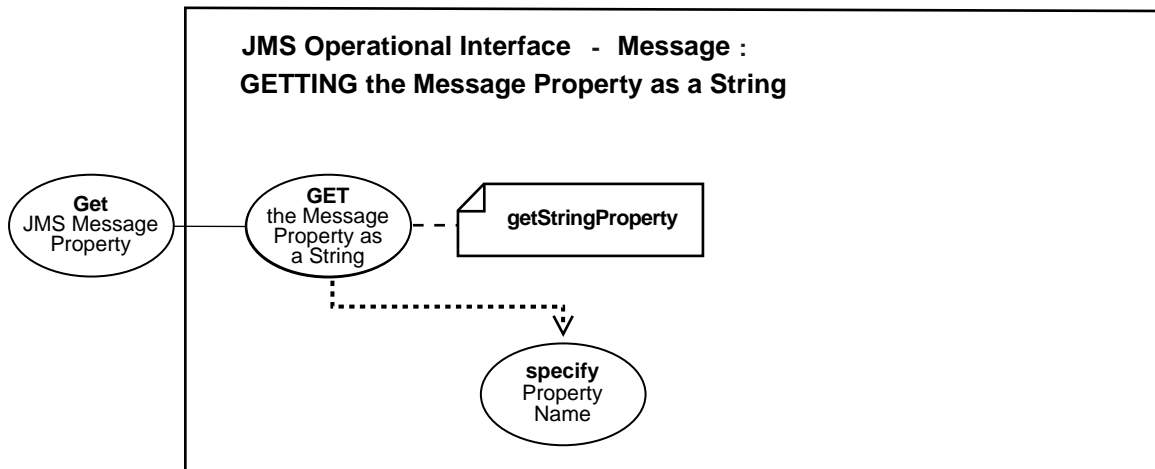 JMS Operational Interface - Message :
GETTING the Message Property as a String
Get
JMS Message
Property
GET
the Message
Property as
a String
getStringProperty
specify
Property
Name